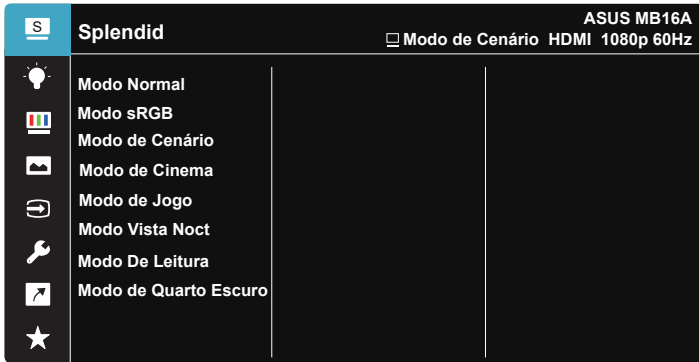 S
Splendid
ASUS MB16A
Modo de Cenário HDMI 1080p 60Hz
Modo Normal
Modo sRGB
Modo de Cenário
Modo de Cinema
Modo de Jogo
Modo Vista Noct
Modo De Leitura
Modo de Quarto Escuro